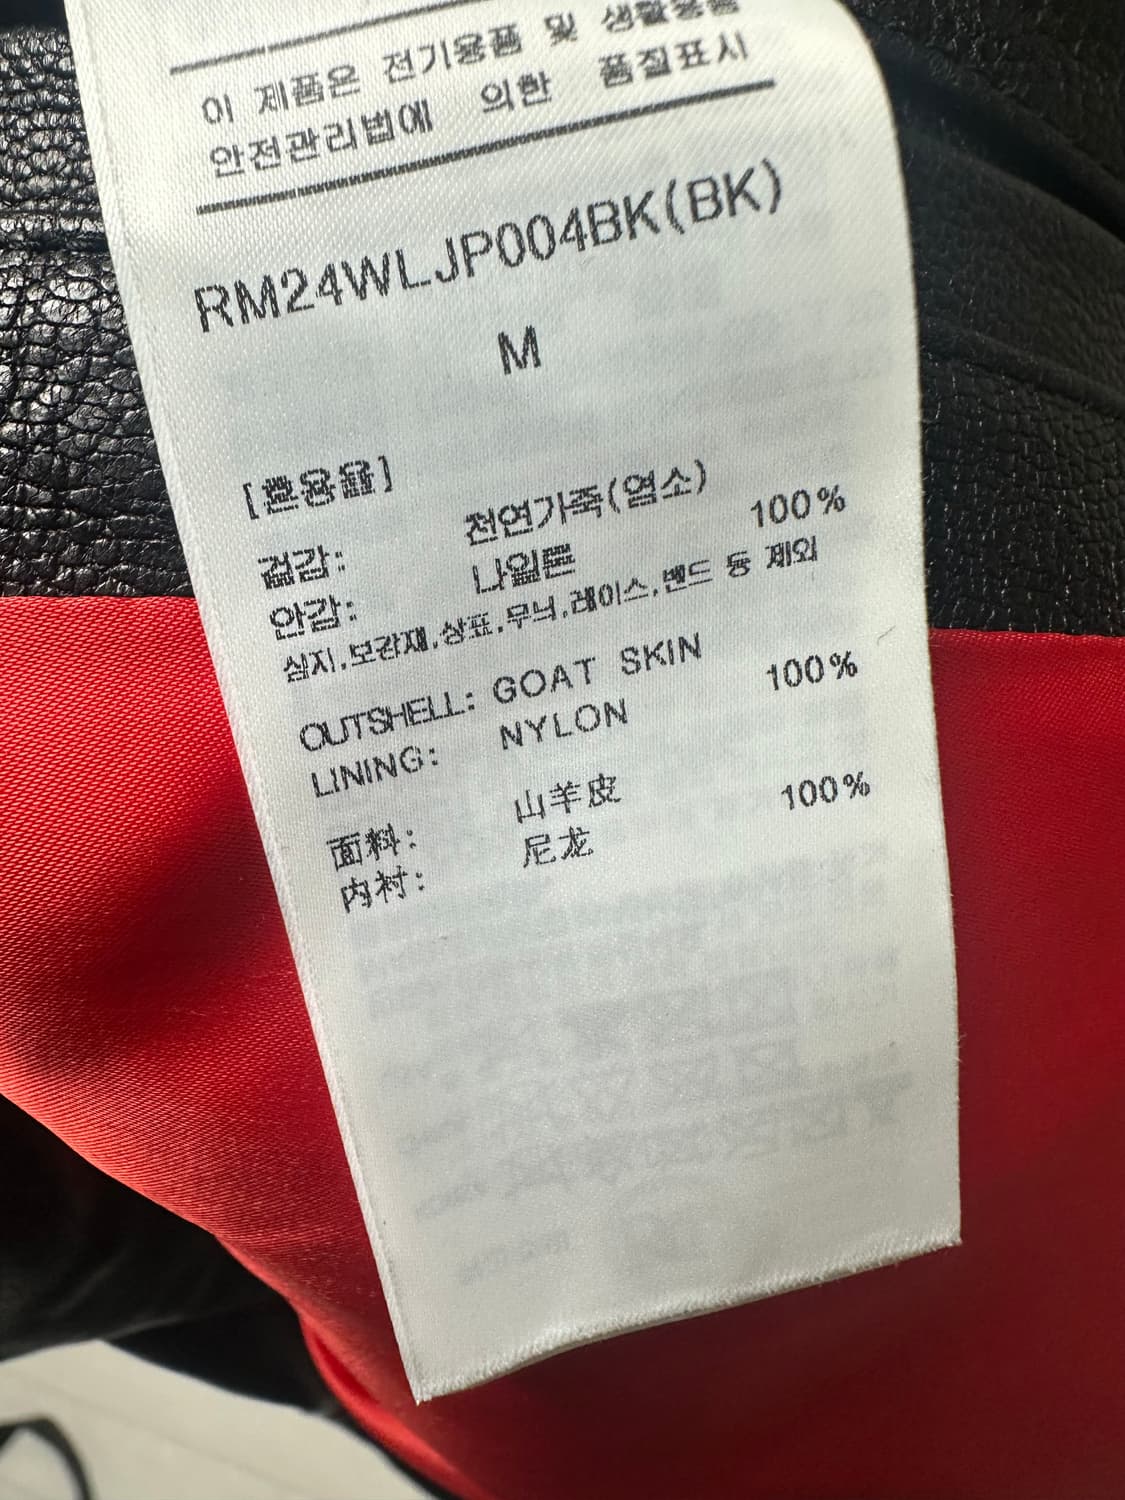 이 제품은 전기용품 및 생활용품
안전관리법에 의한 품질표시
RM24WLJP004BK(BK)
M
[혼용율]
겉감: 천연가죽(염소)
안감: 나일론 100%
심지,보강재,상표,무늬,레이스,밴드 등 제외
OUTSHELL: GOAT SKIN
LINING: NYLON 100%
面料: 山羊皮
内衬: 尼龙 100%